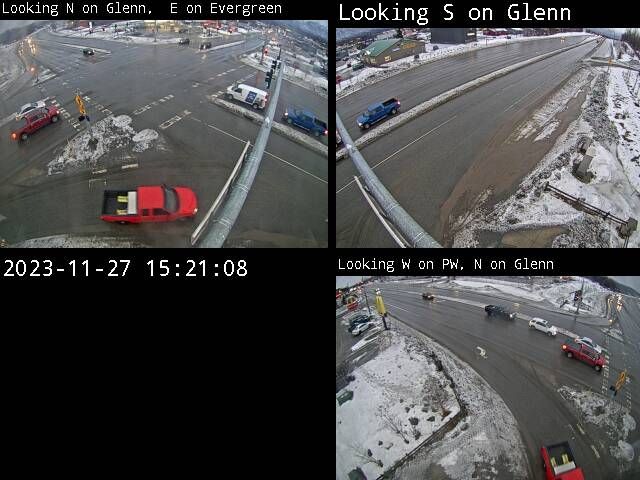 Looking N on Glenn,  E on Evergreen
Looking S on Glenn
2023-11-27 15:21:08
Looking W on PW, N on Glenn